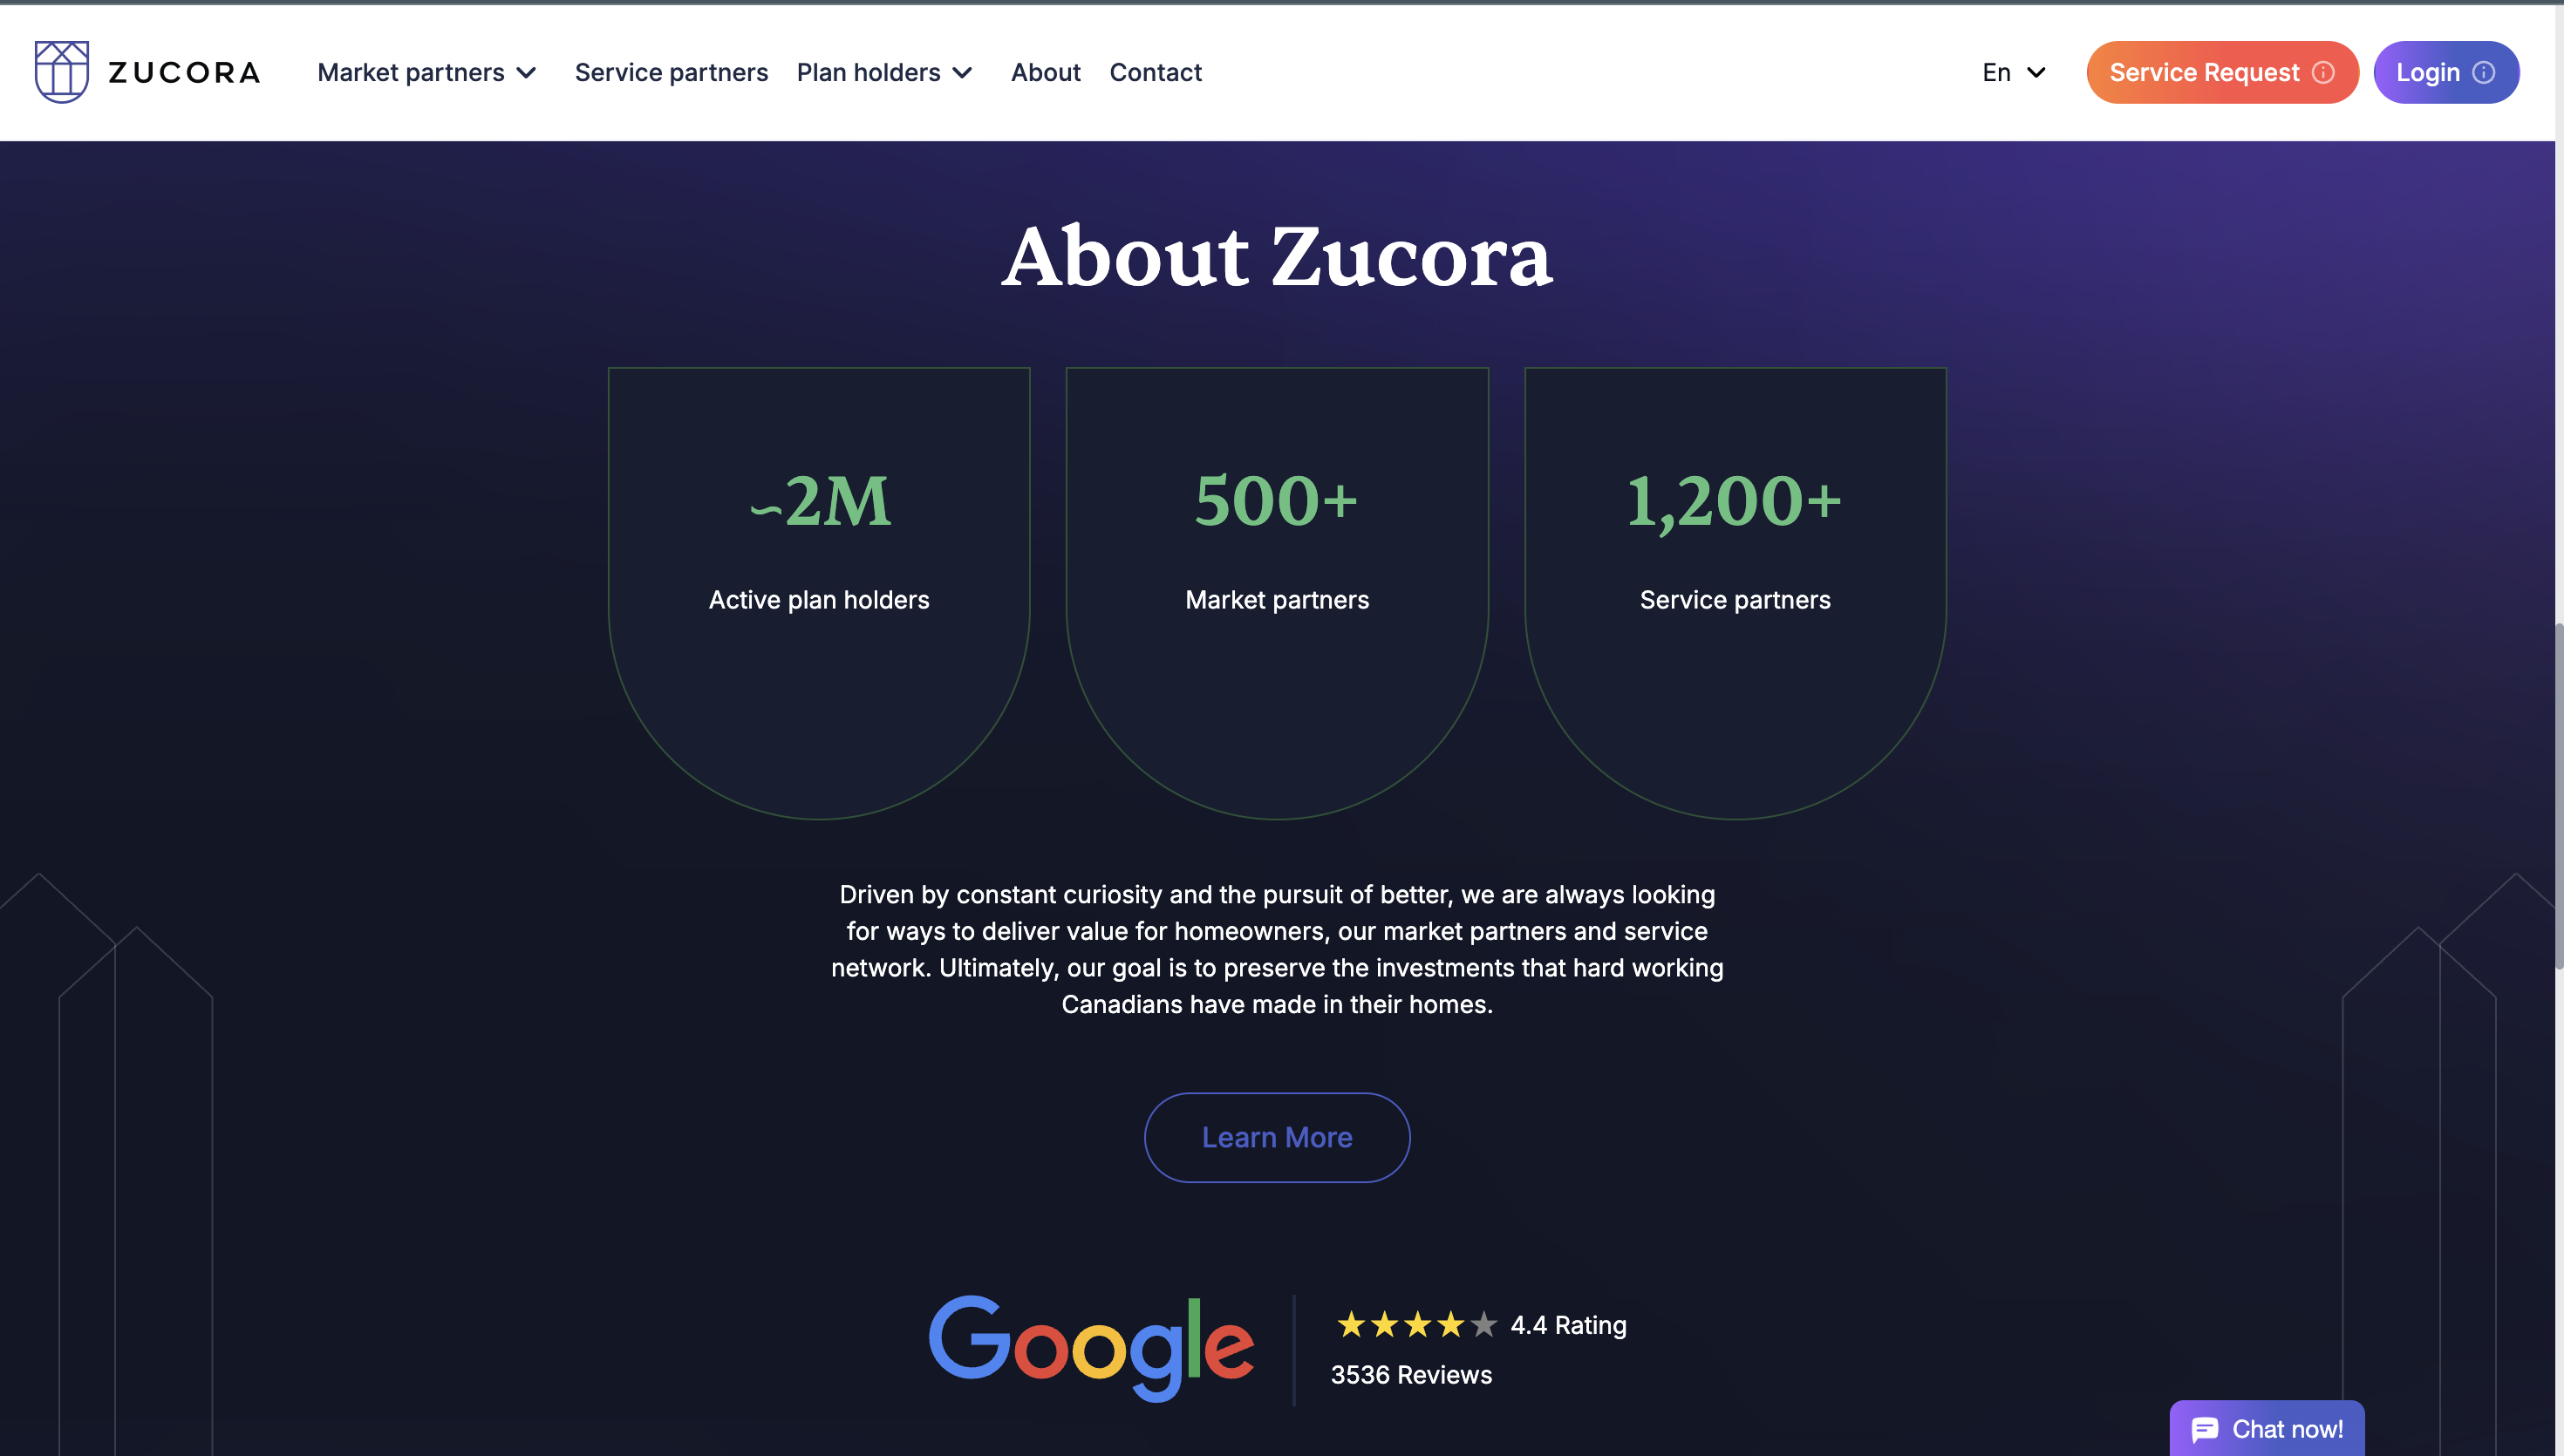 ZUCORA
Market partners
Service partners
Plan holders
About
Contact
En
Service Request
Login
About Zucora
~2M
Active plan holders
500+
Market partners
1,200+
Service partners
Driven by constant curiosity and the pursuit of better, we are always looking
for ways to deliver value for homeowners, our market partners and service
network. Ultimately, our goal is to preserve the investments that hard working
Canadians have made in their homes.
Learn More
Google
4.4 Rating
3536 Reviews
Chat now!